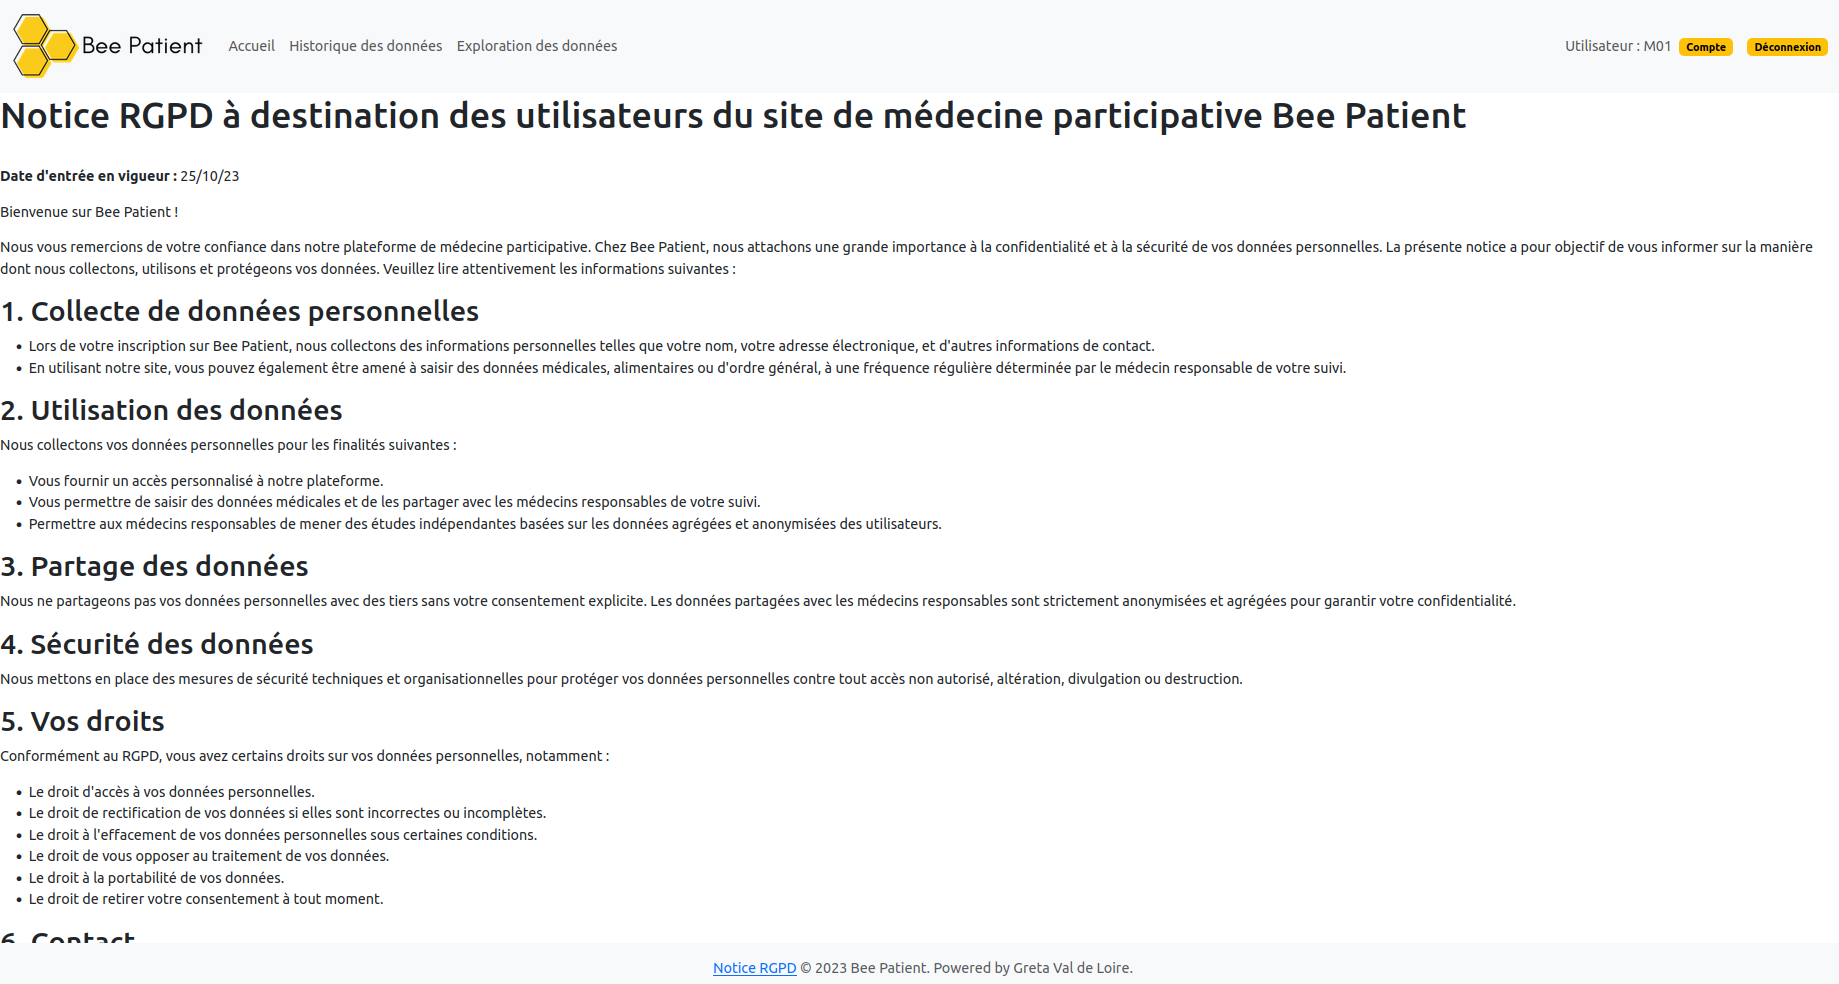 Bee Patient Accueil Historique des données Exploration des données Utilisateur : M01 Compte Déconnexion
Notice RGPD à destination des utilisateurs du site de médecine participative Bee Patient
Date d'entrée en vigueur : 25/10/23
Bienvenue sur Bee Patient !
Nous vous remercions de votre confiance dans notre plateforme de médecine participative. Chez Bee Patient, nous attachons une grande importance à la confidentialité et à la sécurité de vos données personnelles. La présente notice a pour objectif de vous informer sur la manière
dont nous collectons, utilisons et protégeons vos données. Veuillez lire attentivement les informations suivantes :
1. Collecte de données personnelles
• Lors de votre inscription sur Bee Patient, nous collectons des informations personnelles telles que votre nom, votre adresse électronique, et d'autres informations de contact.
• En utilisant notre site, vous pouvez également être amené à saisir des données médicales, alimentaires ou d'ordre général, à une fréquence régulière déterminée par le médecin responsable de votre suivi.
2. Utilisation des données
Nous collectons vos données personnelles pour les finalités suivantes :
• Vous fournir un accès personnalisé à notre plateforme.
• Vous permettre de saisir des données médicales et de les partager avec les médecins responsables de votre suivi.
• Permettre aux médecins responsables de mener des études indépendantes basées sur les données agrégées et anonymisées des utilisateurs.
3. Partage des données
Nous ne partageons pas vos données personnelles avec des tiers sans votre consentement explicite. Les données partagées avec les médecins responsables sont strictement anonymisées et agrégées pour garantir votre confidentialité.
4. Sécurité des données
Nous mettons en place des mesures de sécurité techniques et organisationnelles pour protéger vos données personnelles contre tout accès non autorisé, altération, divulgation ou destruction.
5. Vos droits
Conformément au RGPD, vous avez certains droits sur vos données personnelles, notamment :
• Le droit d'accès à vos données personnelles.
• Le droit de rectification de vos données si elles sont incorrectes ou incomplètes.
• Le droit à l'effacement de vos données personnelles sous certaines conditions.
• Le droit de vous opposer au traitement de vos données.
• Le droit à la portabilité de vos données.
• Le droit de retirer votre consentement à tout moment.
6. Contact
Notice RGPD © 2023 Bee Patient. Powered by Greta Val de Loire.